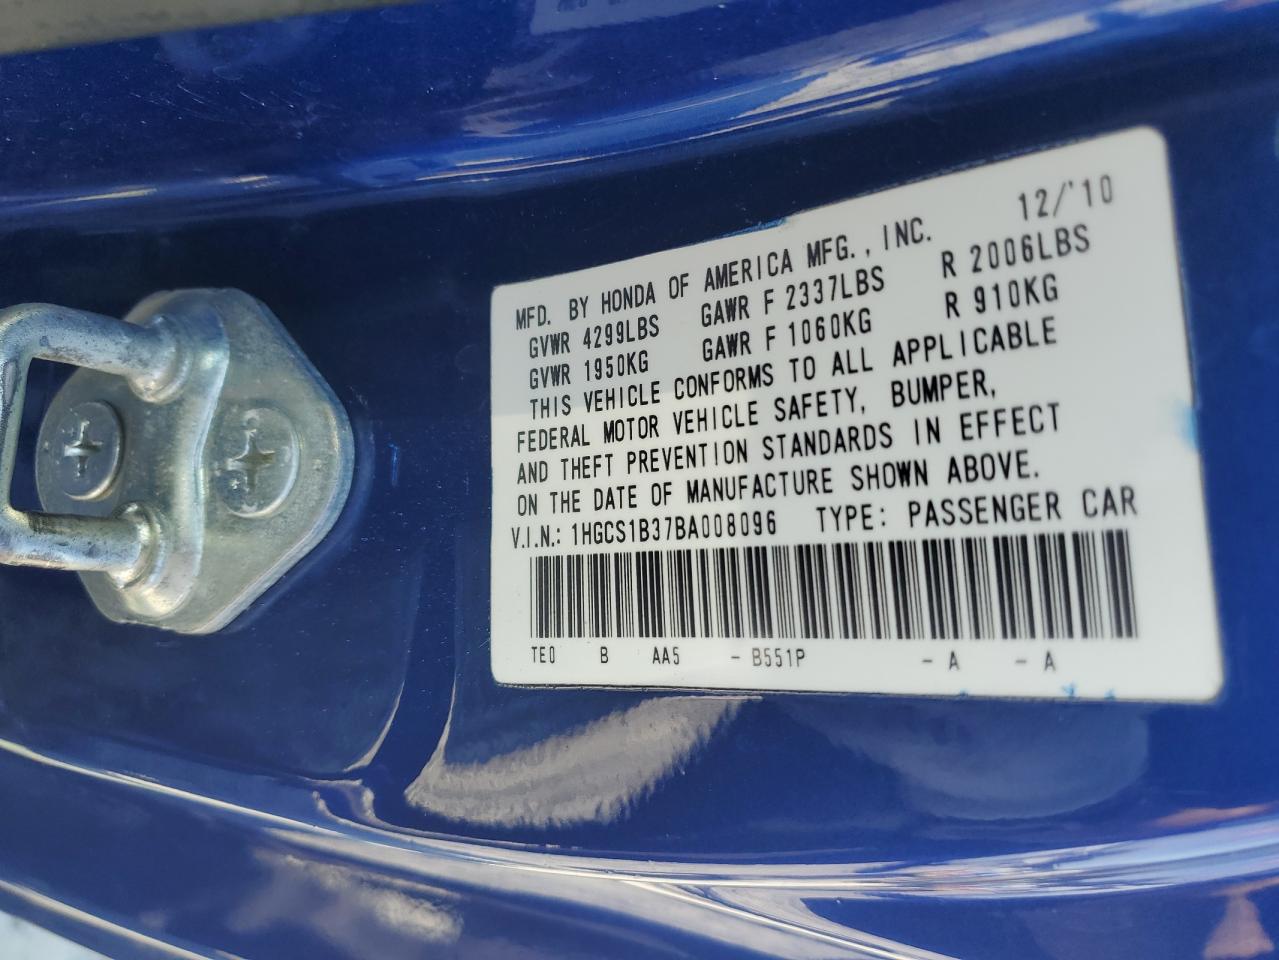 MFD. BY HONDA OF AMERICA MFG., INC. 12/'10
GVWR 4299LBS GAWR F 2337LBS R 2006LBS
GVWR 1950KG GAWR F 1060KG R 910KG
THIS VEHICLE CONFORMS TO ALL APPLICABLE
FEDERAL MOTOR VEHICLE SAFETY, BUMPER,
AND THEFT PREVENTION STANDARDS IN EFFECT
ON THE DATE OF MANUFACTURE SHOWN ABOVE.
V.I.N.: 1HGCS1B37BA008096 TYPE: PASSENGER CAR
TE0 B AA5 - B551P - A - A